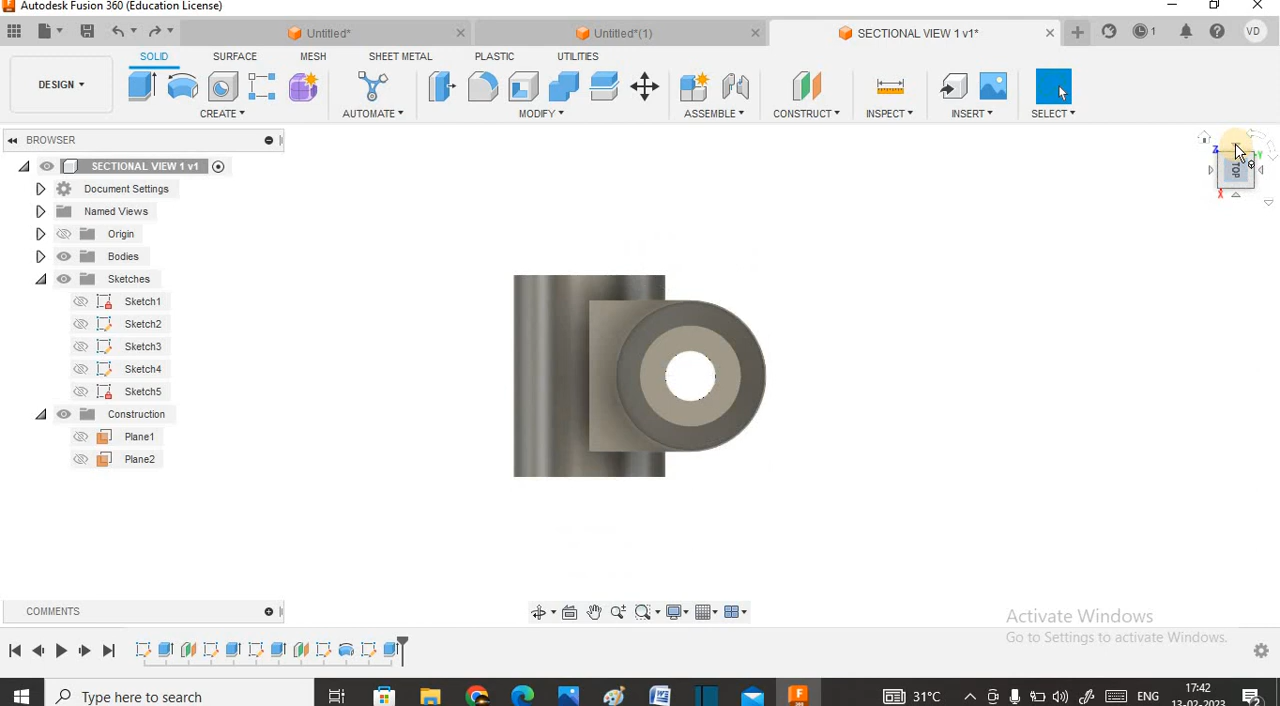 Autodesk Fusion 360 (Education License)
Untitled*
Untitled*(1)
SECTIONAL VIEW 1 v1*
1
VD
SOLID
SURFACE
MESH
SHEET METAL
PLASTIC
UTILITIES
DESIGN
CREATE
AUTOMATE
MODIFY
ASSEMBLE
CONSTRUCT
INSPECT
INSERT
SELECT
BROWSER
SECTIONAL VIEW 1 v1
Document Settings
Named Views
Origin
Bodies
Sketches
Sketch1
Sketch2
Sketch3
Sketch4
Sketch5
Construction
Plane1
Plane2
Z
Y
TOP
X
COMMENTS
Activate Windows
Go to Settings to activate Windows.
Type here to search
31°C
ENG
17:42
13-02-2023